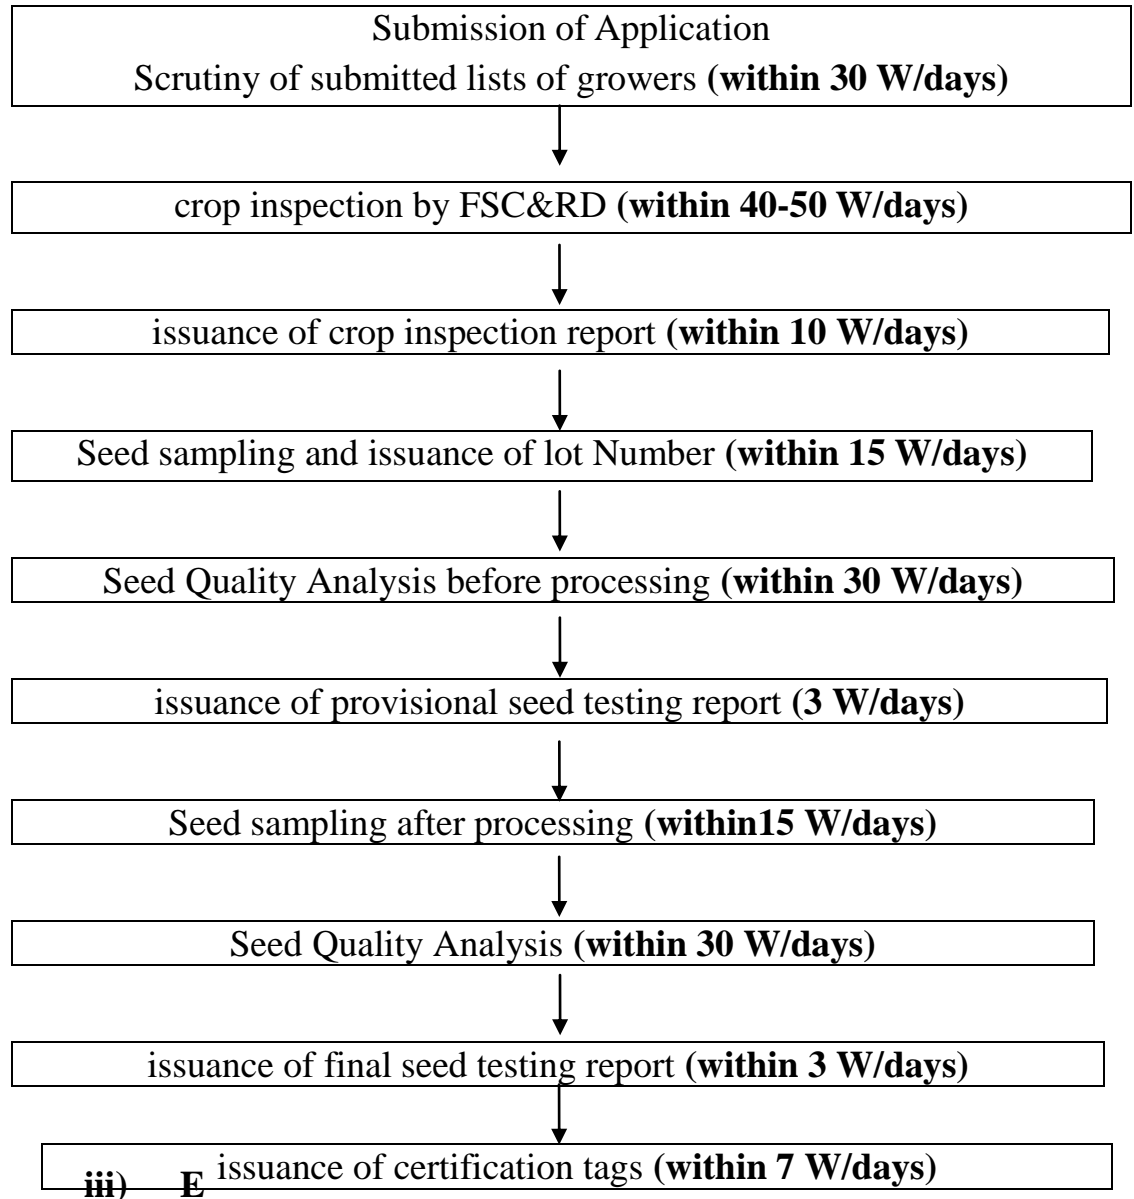 Submission of Application
Scrutiny of submitted lists of growers (within 30 W/days)
crop inspection by FSC&RD (within 40-50 W/days)
issuance of crop inspection report (within 10 W/days)
Seed sampling and issuance of lot Number (within 15 W/days)
Seed Quality Analysis before processing (within 30 W/days)
issuance of provisional seed testing report (3 W/days)
Seed sampling after processing (within15 W/days)
Seed Quality Analysis (within 30 W/days)
issuance of final seed testing report (within 3 W/days)
issuance of certification tags (within 7 W/days)
iii) E